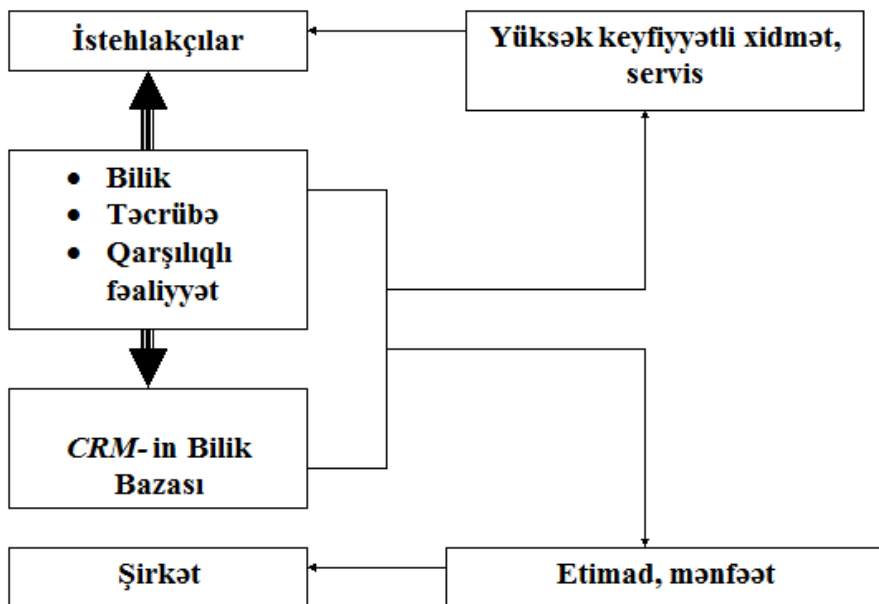 İstehlakçılar
Yüksək keyfiyyətli xidmət,
servis
• Bilik
• Təcrübə
• Qarşılıqlı
fəaliyyət
CRM- in Bilik
Bazası
Şirkət
Etimad, mənfəət